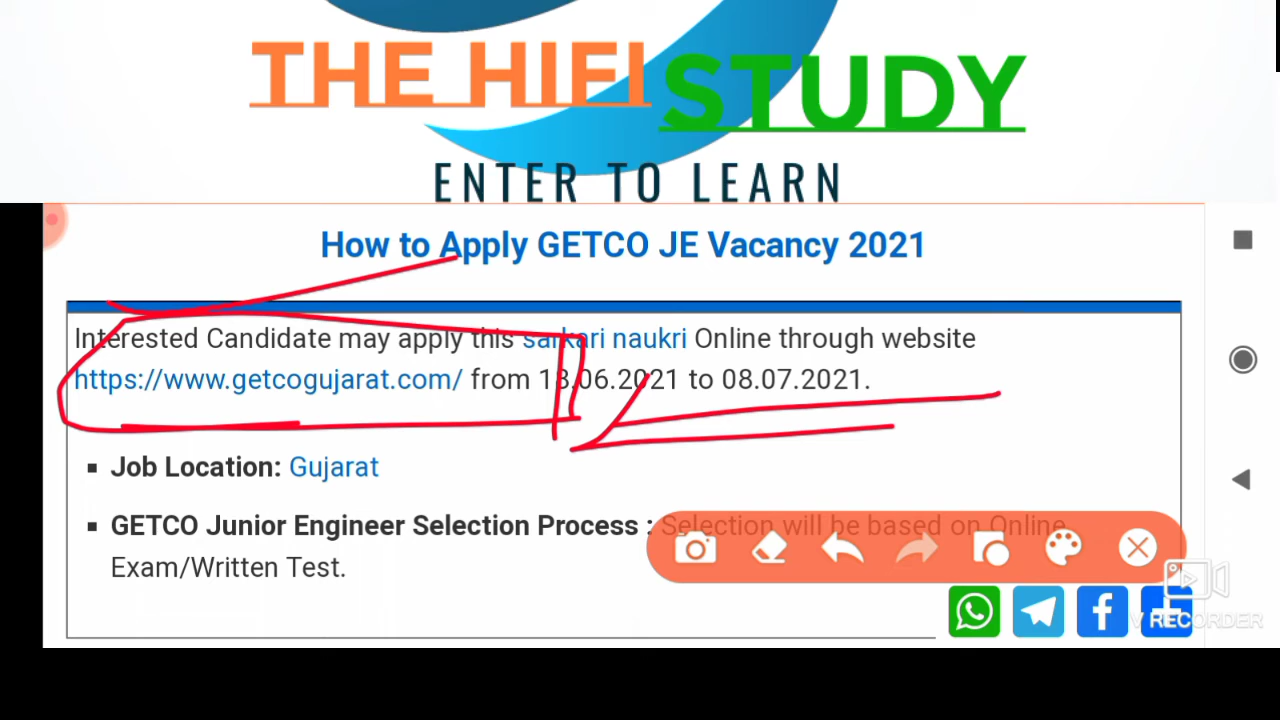 THE HIFI STUDY
ENTER TO LEARN
How to Apply GETCO JE Vacancy 2021
Interested Candidate may apply this sarkari naukri Online through website
https://www.getcogujarat.com/ from 18.06.2021 to 08.07.2021.
▪ Job Location: Gujarat
▪ GETCO Junior Engineer Selection Process : Selection will be based on Online
Exam/Written Test.
V RECORDER